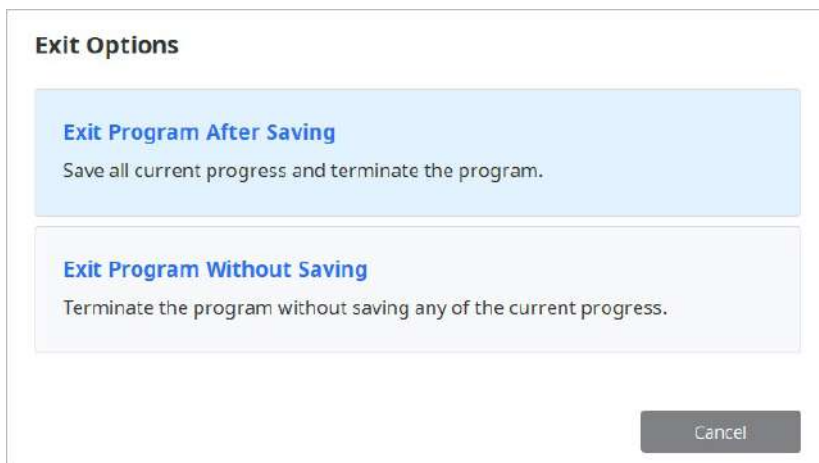 Exit Options
Exit Program After Saving
Save all current progress and terminate the program.
Exit Program Without Saving
Terminate the program without saving any of the current progress.
Cancel